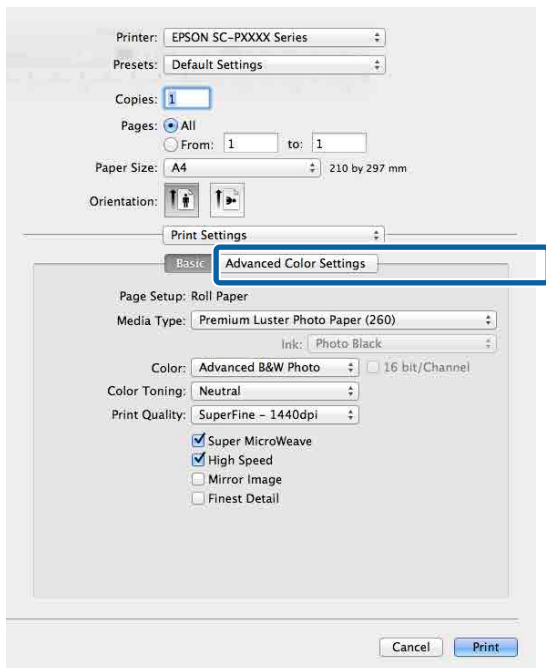 Printer: EPSON SC-PXXXX Series
Presets: Default Settings
Copies: 1
Pages: All
From: 1 to: 1
Paper Size: A4 210 by 297 mm
Orientation:
Print Settings
Basic Advanced Color Settings
Page Setup: Roll Paper
Media Type: Premium Luster Photo Paper (260)
Ink: Photo Black
Color: Advanced B&W Photo 16 bit/Channel
Color Toning: Neutral
Print Quality: SuperFine – 1440dpi
Super MicroWeave
High Speed
Mirror Image
Finest Detail
Cancel Print